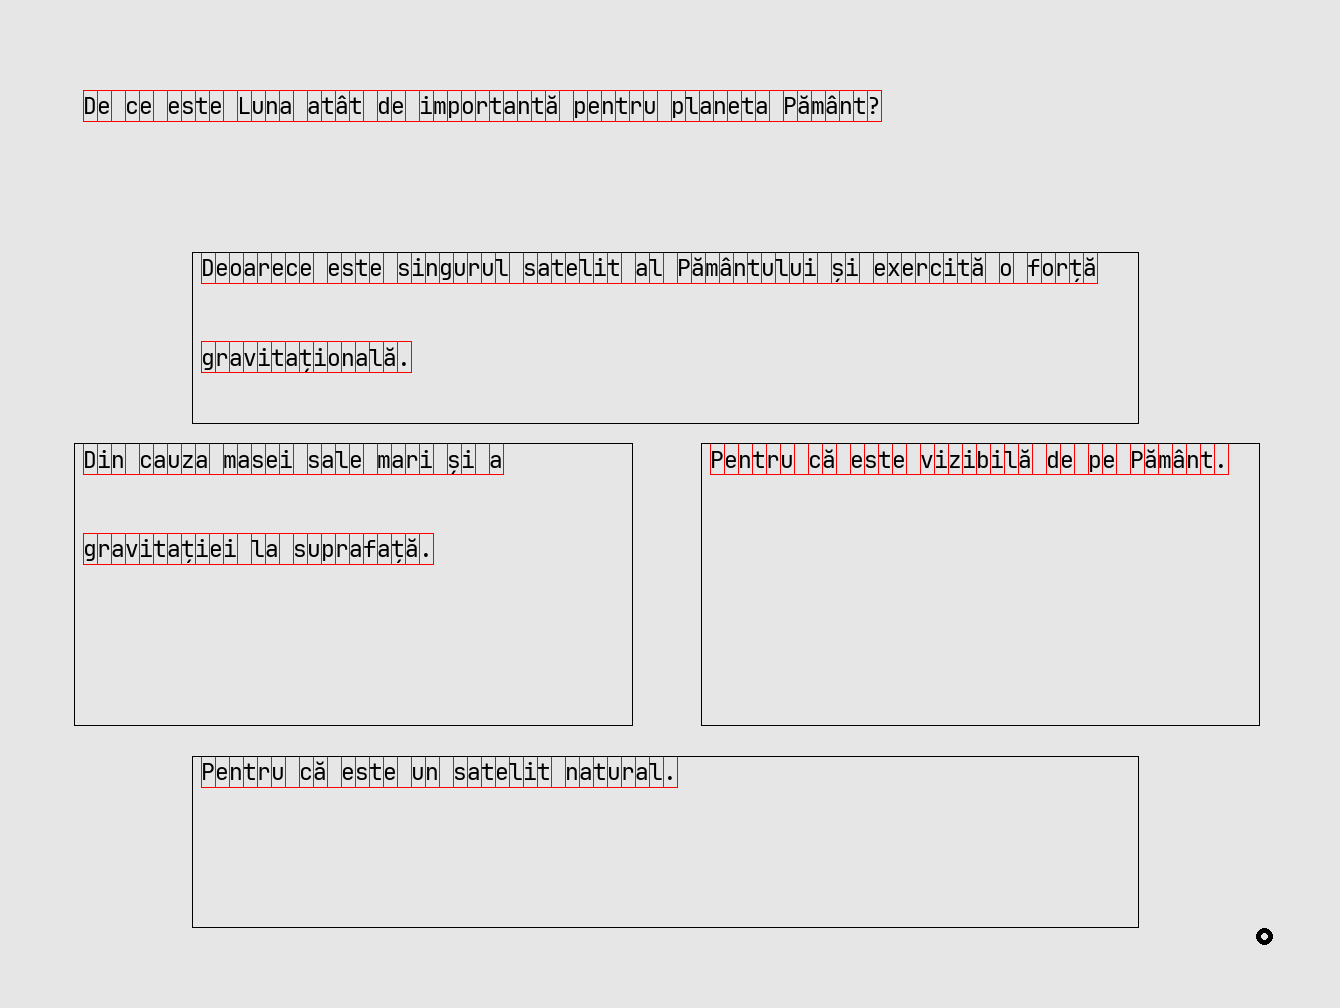 De ce este Luna atât de importantă pentru planeta Pământ?
Deoarece este singurul satelit al Pământului și exercită o forță
gravitațională.
Din cauza masei sale mari și a
gravitației la suprafață.
Pentru că este vizibilă de pe Pământ.
Pentru că este un satelit natural.